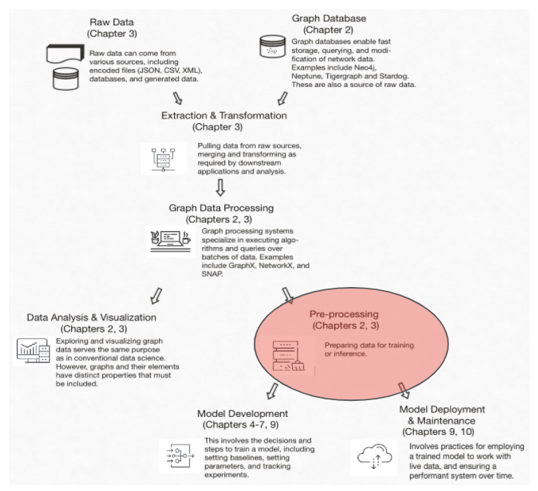 Raw Data
(Chapter 3)
Raw data can come from
various sources, including
encoded files (JSON, CSV, XML),
databases, and generated data.
Graph Database
(Chapter 2)
Graph databases enable fast
storage, querying, and modi-
fication of network data.
Examples include Neo4j,
Neptune, Tigergraph and Stardog.
These are also a source of raw data.
Extraction & Transformation
(Chapter 3)
Pulling data from raw sources,
merging and transforming as
required by downstream
applications and analysis.
Graph Data Processing
(Chapters 2, 3)
Graph processing systems
specialize in executing algo-
rithms and queries over
batches of data. Examples
include GraphX, NetworkX, and
SNAP.
Data Analysis & Visualization
(Chapters 2, 3)
Exploring and visualizing graph
data serves the same purpose
as in conventional data science.
However, graphs and their elements
have distinct properties that must
be included.
Pre-processing
(Chapters 2, 3)
Preparing data for training
or inference.
Model Development
(Chapters 4-7, 9)
This involves the decisions and
steps to train a model, including
setting baselines, setting
parameters, and tracking
experiments.
Model Deployment
& Maintenance
(Chapters 9, 10)
Involves practices for employing
a trained model to work with
live data, and ensuring a
performant system over time.